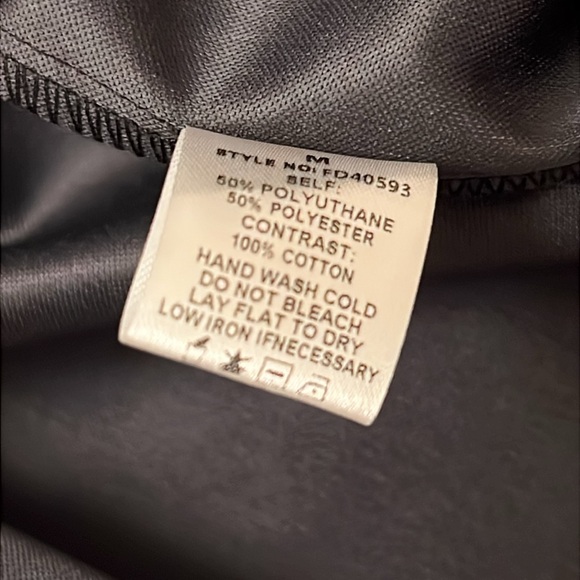 M
STYLE NO: FD40593
SELF:
50% POLYUTHANE
50% POLYESTER
CONTRAST:
100% COTTON
HAND WASH COLD
DO NOT BLEACH
LAY FLAT TO DRY
LOW IRON IFNECESSARY